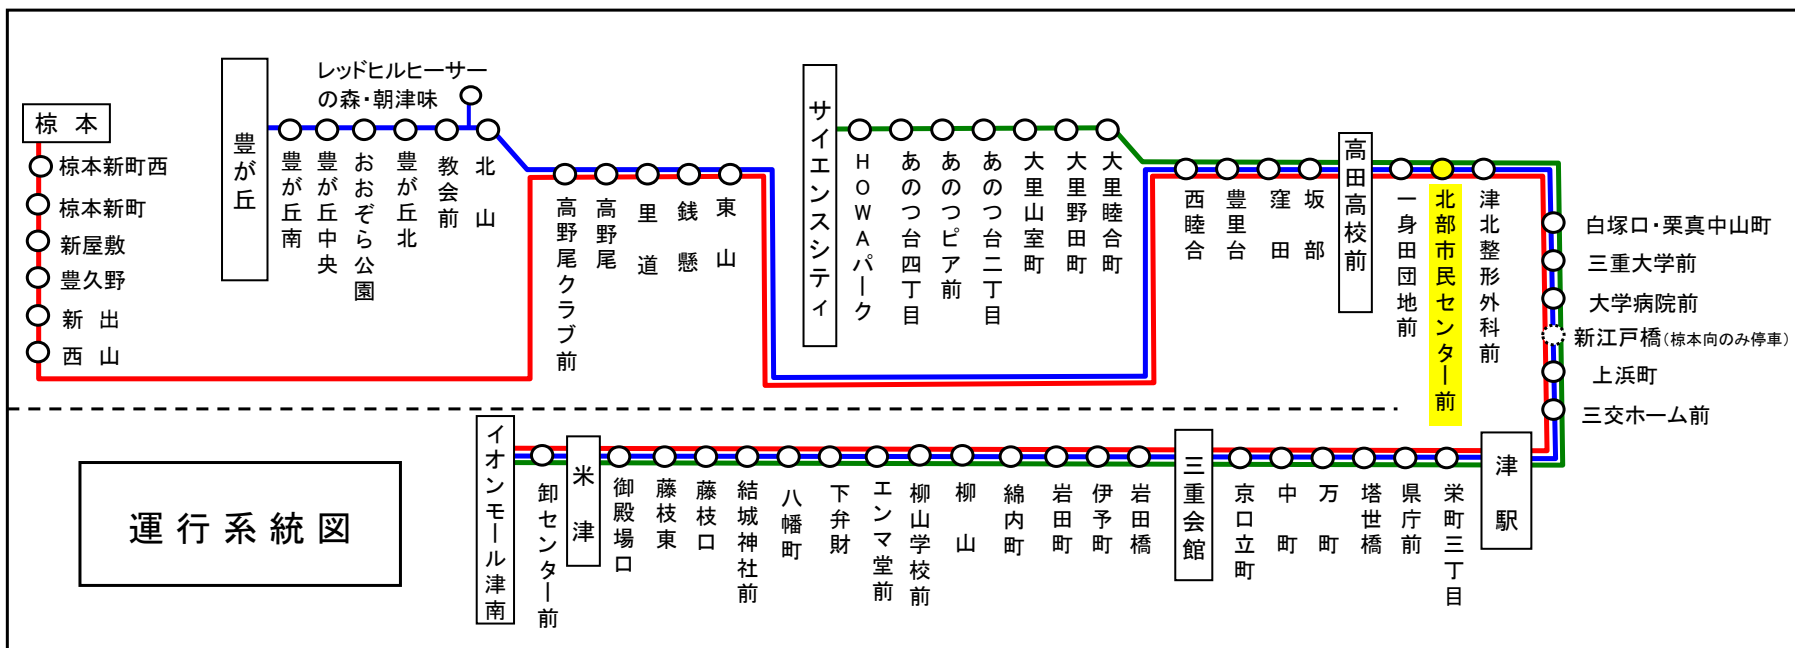 椋本
椋本新町西
椋本新町
新屋敷
豊久野
新出
西山
豊が丘
豊が丘南
豊が丘中央
おおぞら公園
豊が丘北
教会前
レッドヒルヒーサー
の森・朝津味
北山
高野尾クラブ前
高野尾
里道
銭懸
東山
サイエンスシティ
HOWAパーク
あのつ台四丁目
あのつピア前
あのつ台二丁目
大里山室町
大里野田町
大里睦合町
西睦合
豊里台
窪田
坂部
高田高校前
一身田団地前
北部市民センター前
津北整形外科前
白塚口・栗真中山町
三重大学前
大学病院前
新江戸橋(椋本向のみ停車)
上浜町
三交ホーム前
津駅
栄町三丁目
県庁前
塔世橋
万町
中町
京口立町
三重会館
岩田橋
伊予町
岩田町
綿内町
柳山
柳山学校前
エンマ堂前
下弁財
八幡町
結城神社前
藤枝口
藤枝東
御殿場口
米津
卸センター前
イオンモール津南
運行系統図